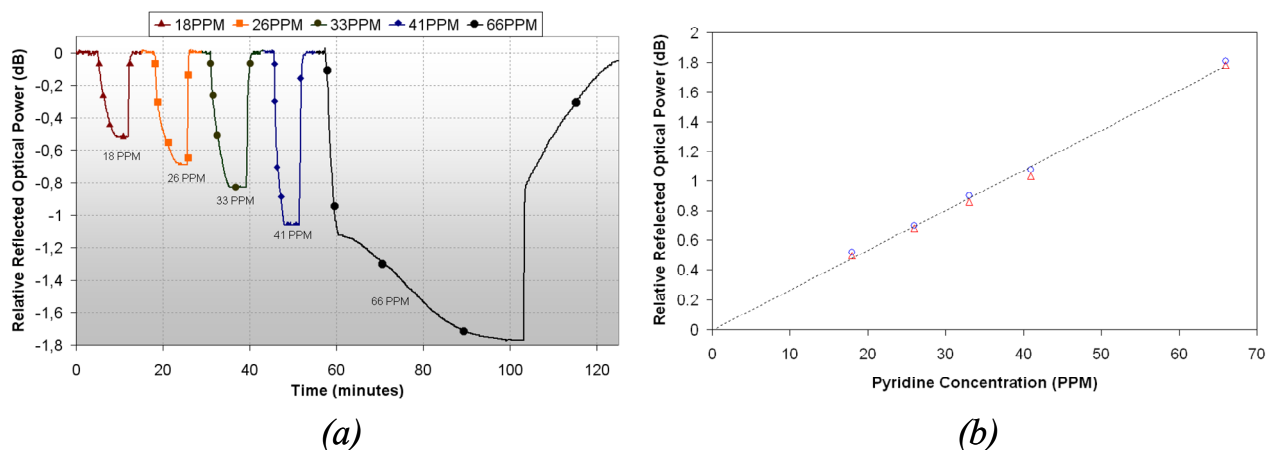 18PPM 26PPM 33PPM 41PPM 66PPM
Relative Reflected Optical Power (dB)
0
-0,2
-0,4
-0,6
-0,8
-1
-1,2
-1,4
-1,6
-1,8
18 PPM
26 PPM
33 PPM
41 PPM
66 PPM
0 20 40 60 80 100 120
Time (minutes)
(a)
Relative Refelected Optical Power (dB)
2
1.8
1.6
1.4
1.2
1
0.8
0.6
0.4
0.2
0
0 10 20 30 40 50 60 70
Pyridine Concentration (PPM)
(b)